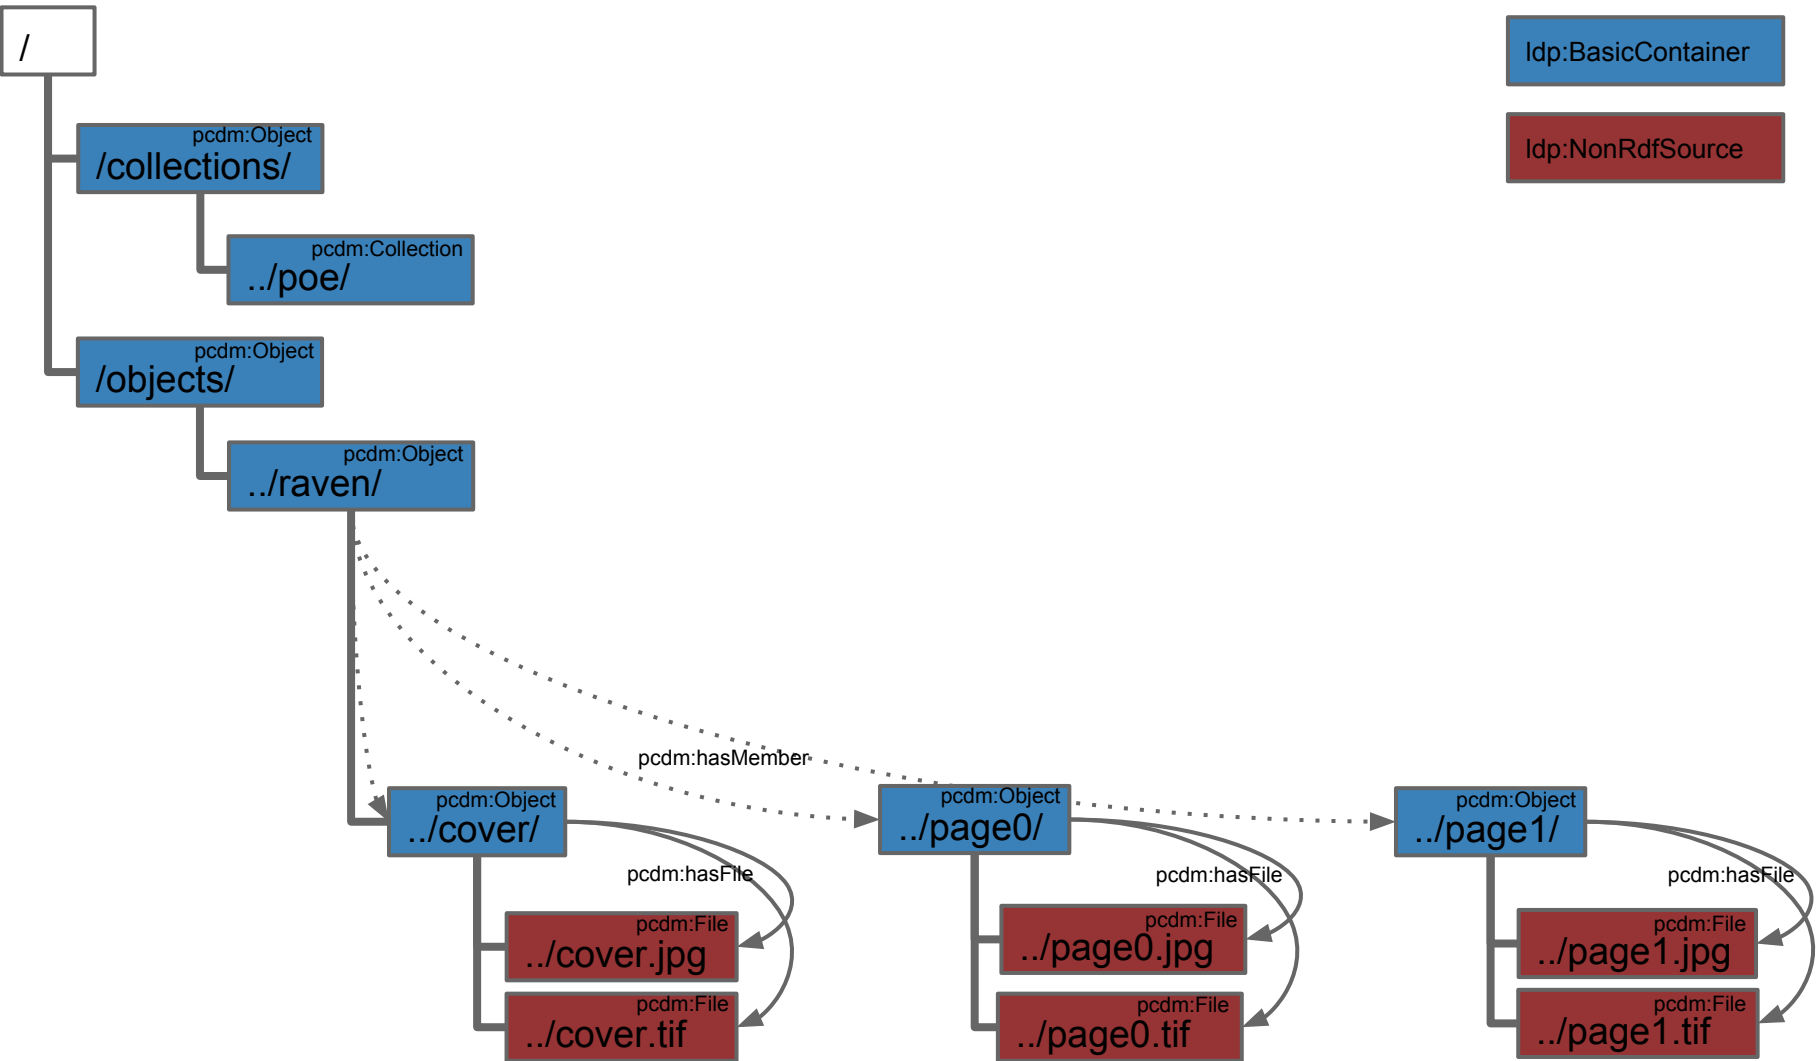 /
ldp:BasicContainer
ldp:NonRdfSource
pcdm:Object
/collections/
pcdm:Collection
../poe/
pcdm:Object
/objects/
pcdm:Object
../raven/
pcdm:hasMember
pcdm:Object
../cover/
pcdm:Object
../page0/
pcdm:Object
../page1/
pcdm:hasFile
pcdm:hasFile
pcdm:hasFile
pcdm:File
../cover.jpg
pcdm:File
../page0.jpg
pcdm:File
../page1.jpg
pcdm:File
../cover.tif
pcdm:File
../page0.tif
pcdm:File
../page1.tif